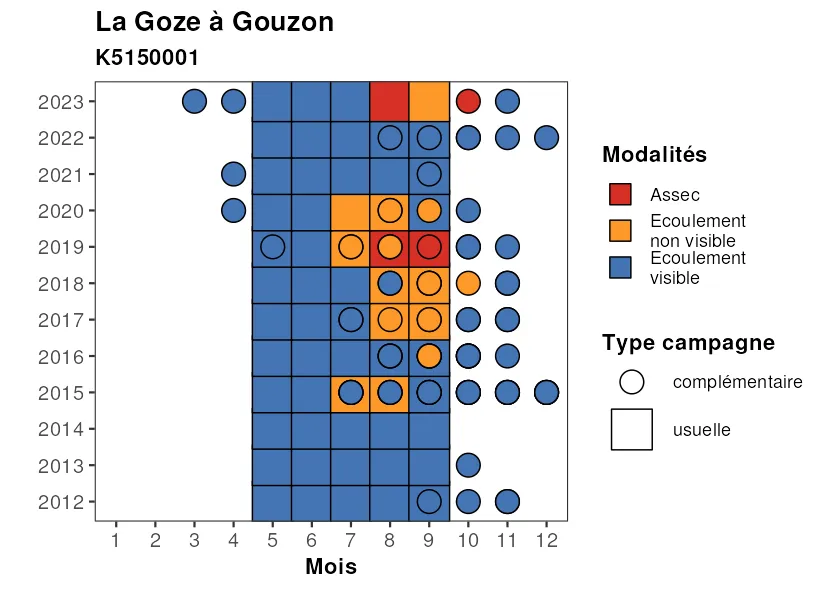 La Goze à Gouzon
K5150001
2023
2022
2021
2020
2019
2018
2017
2016
2015
2014
2013
2012
1 2 3 4 5 6 7 8 9 10 11 12
Mois
Modalités
Assec
Ecoulement
non visible
Ecoulement
visible
Type campagne
complémentaire
usuelle